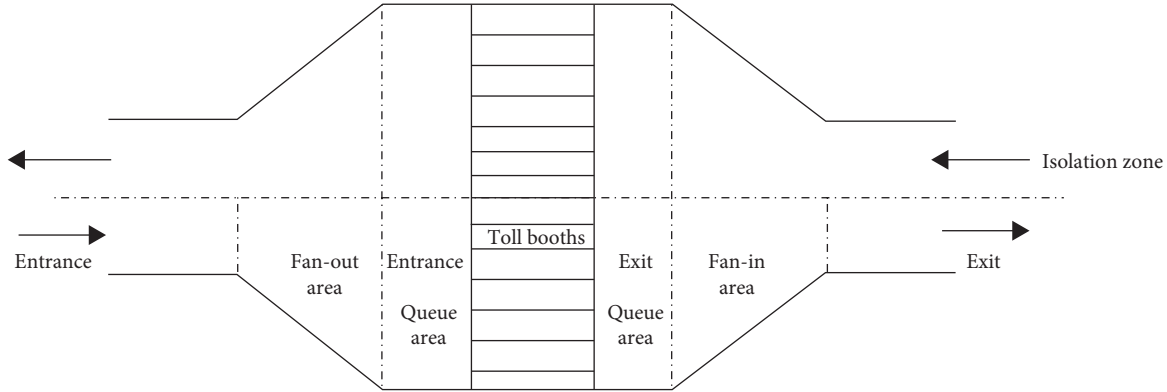 Isolation zone
Toll booths
Entrance
Fan-out
area
Entrance
Queue
area
Exit
Queue
area
Fan-in
area
Exit